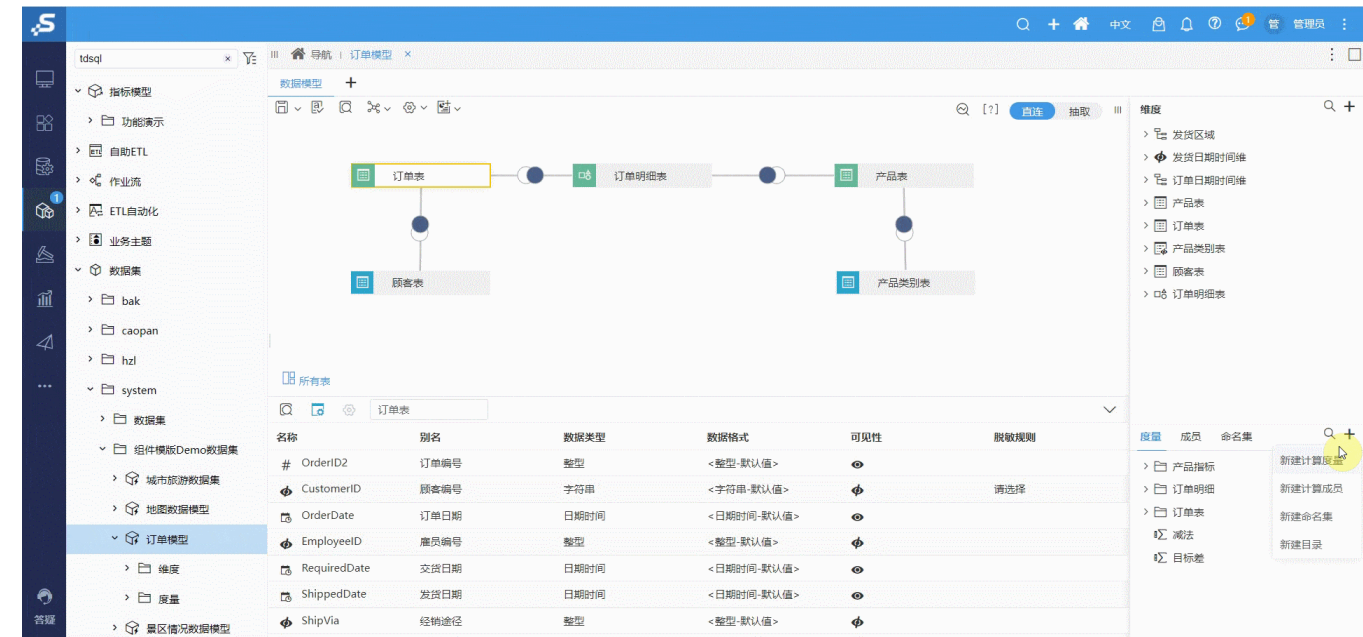 S
1
中文
管
管理员
tdsql
导航
订单模型
数据模型
直连
抽取
[?]
1
指标模型
功能演示
自助ETL
作业流
ETL自动化
业务主题
数据集
bak
caopan
hzl
system
数据集
组件模版Demo数据集
城市旅游数据集
地图数据模型
订单模型
维度
度量
景区情况数据模型
答疑
订单表
订单明细表
产品表
顾客表
产品类别表
所有表
订单表
名称 别名 数据类型 数据格式 可见性 脱敏规则
OrderID2 订单编号 整型 <整型-默认值>
CustomerID 顾客编号 字符串 <字符串-默认值> 请选择
OrderDate 订单日期 日期时间 <日期时间-默认值>
EmployeeID 雇员编号 整型 <整型-默认值>
RequiredDate 交货日期 日期时间 <日期时间-默认值>
ShippedDate 发货日期 日期时间 <日期时间-默认值>
ShipVia 经销途径 整型 <整型-默认值>
维度
发货区域
发货日期时间维
订单日期时间维
产品表
订单表
产品类别表
顾客表
订单明细表
度量 成员 命名集
产品指标
订单明细
订单表
减法
目标差
新建计算度量
新建计算成员
新建命名集
新建目录